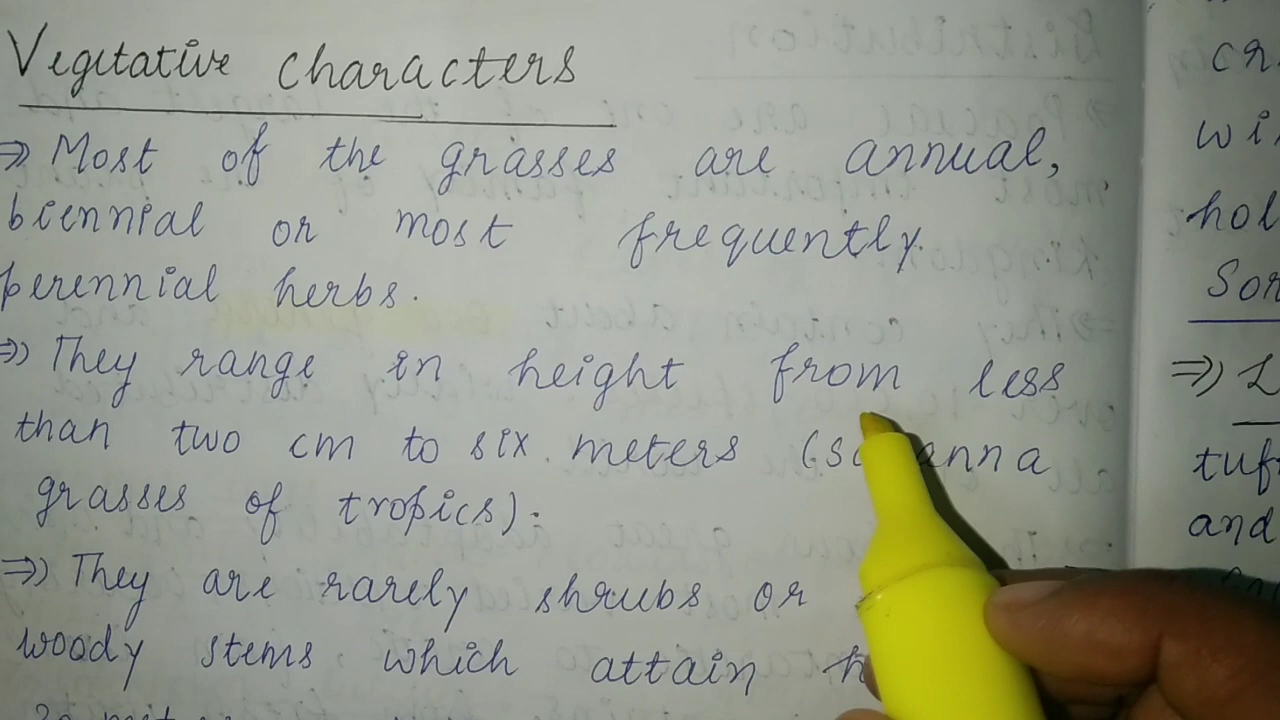 Vegitative characters
⇒ Most of the grasses are annual,
biennial or most frequently
perennial herbs.
⇒ They range in height from less
than two cm to six meters (
grasses of tropics).
⇒ They are rarely shrubs or
woody stems which attain
cr
wi
hol
Sor
⇒ L
tuf
and